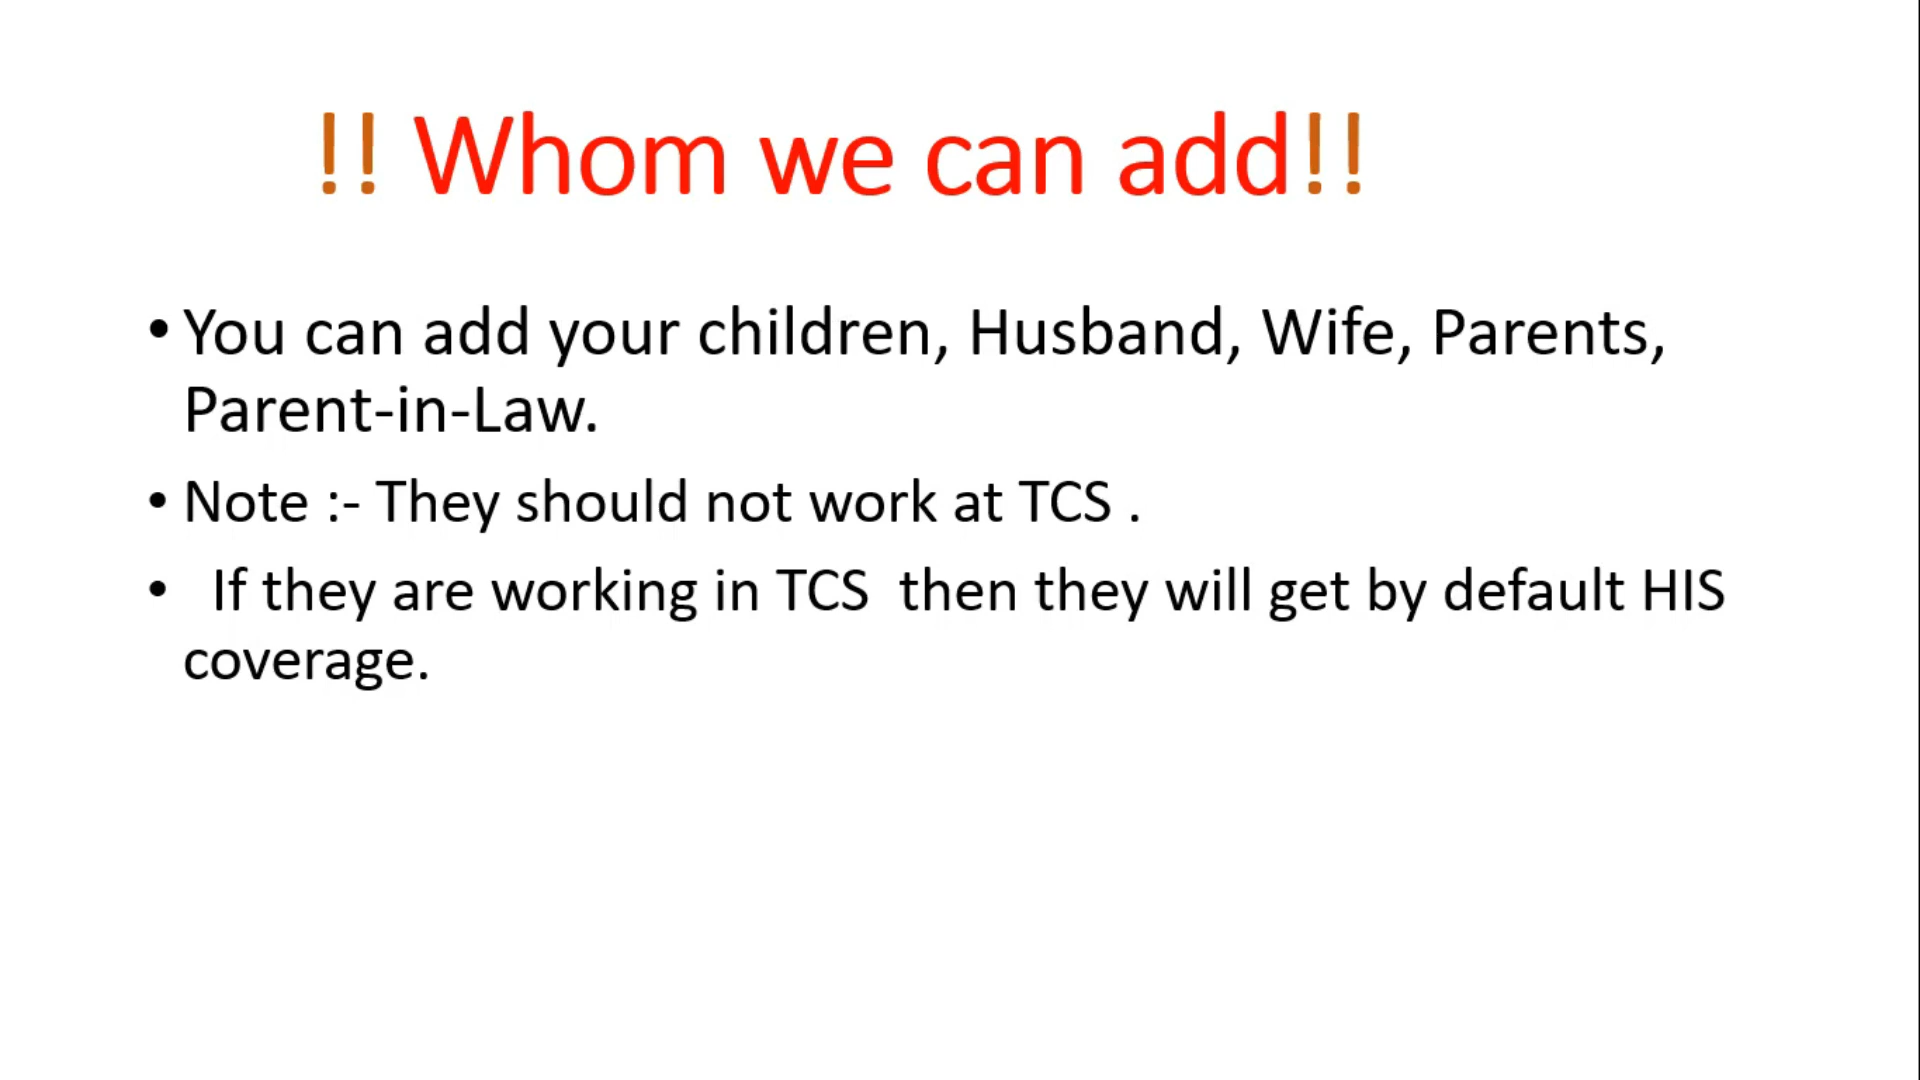 !! Whom we can add!!
• You can add your children, Husband, Wife, Parents,
Parent-in-Law.
• Note :- They should not work at TCS .
• If they are working in TCS then they will get by default HIS
coverage.